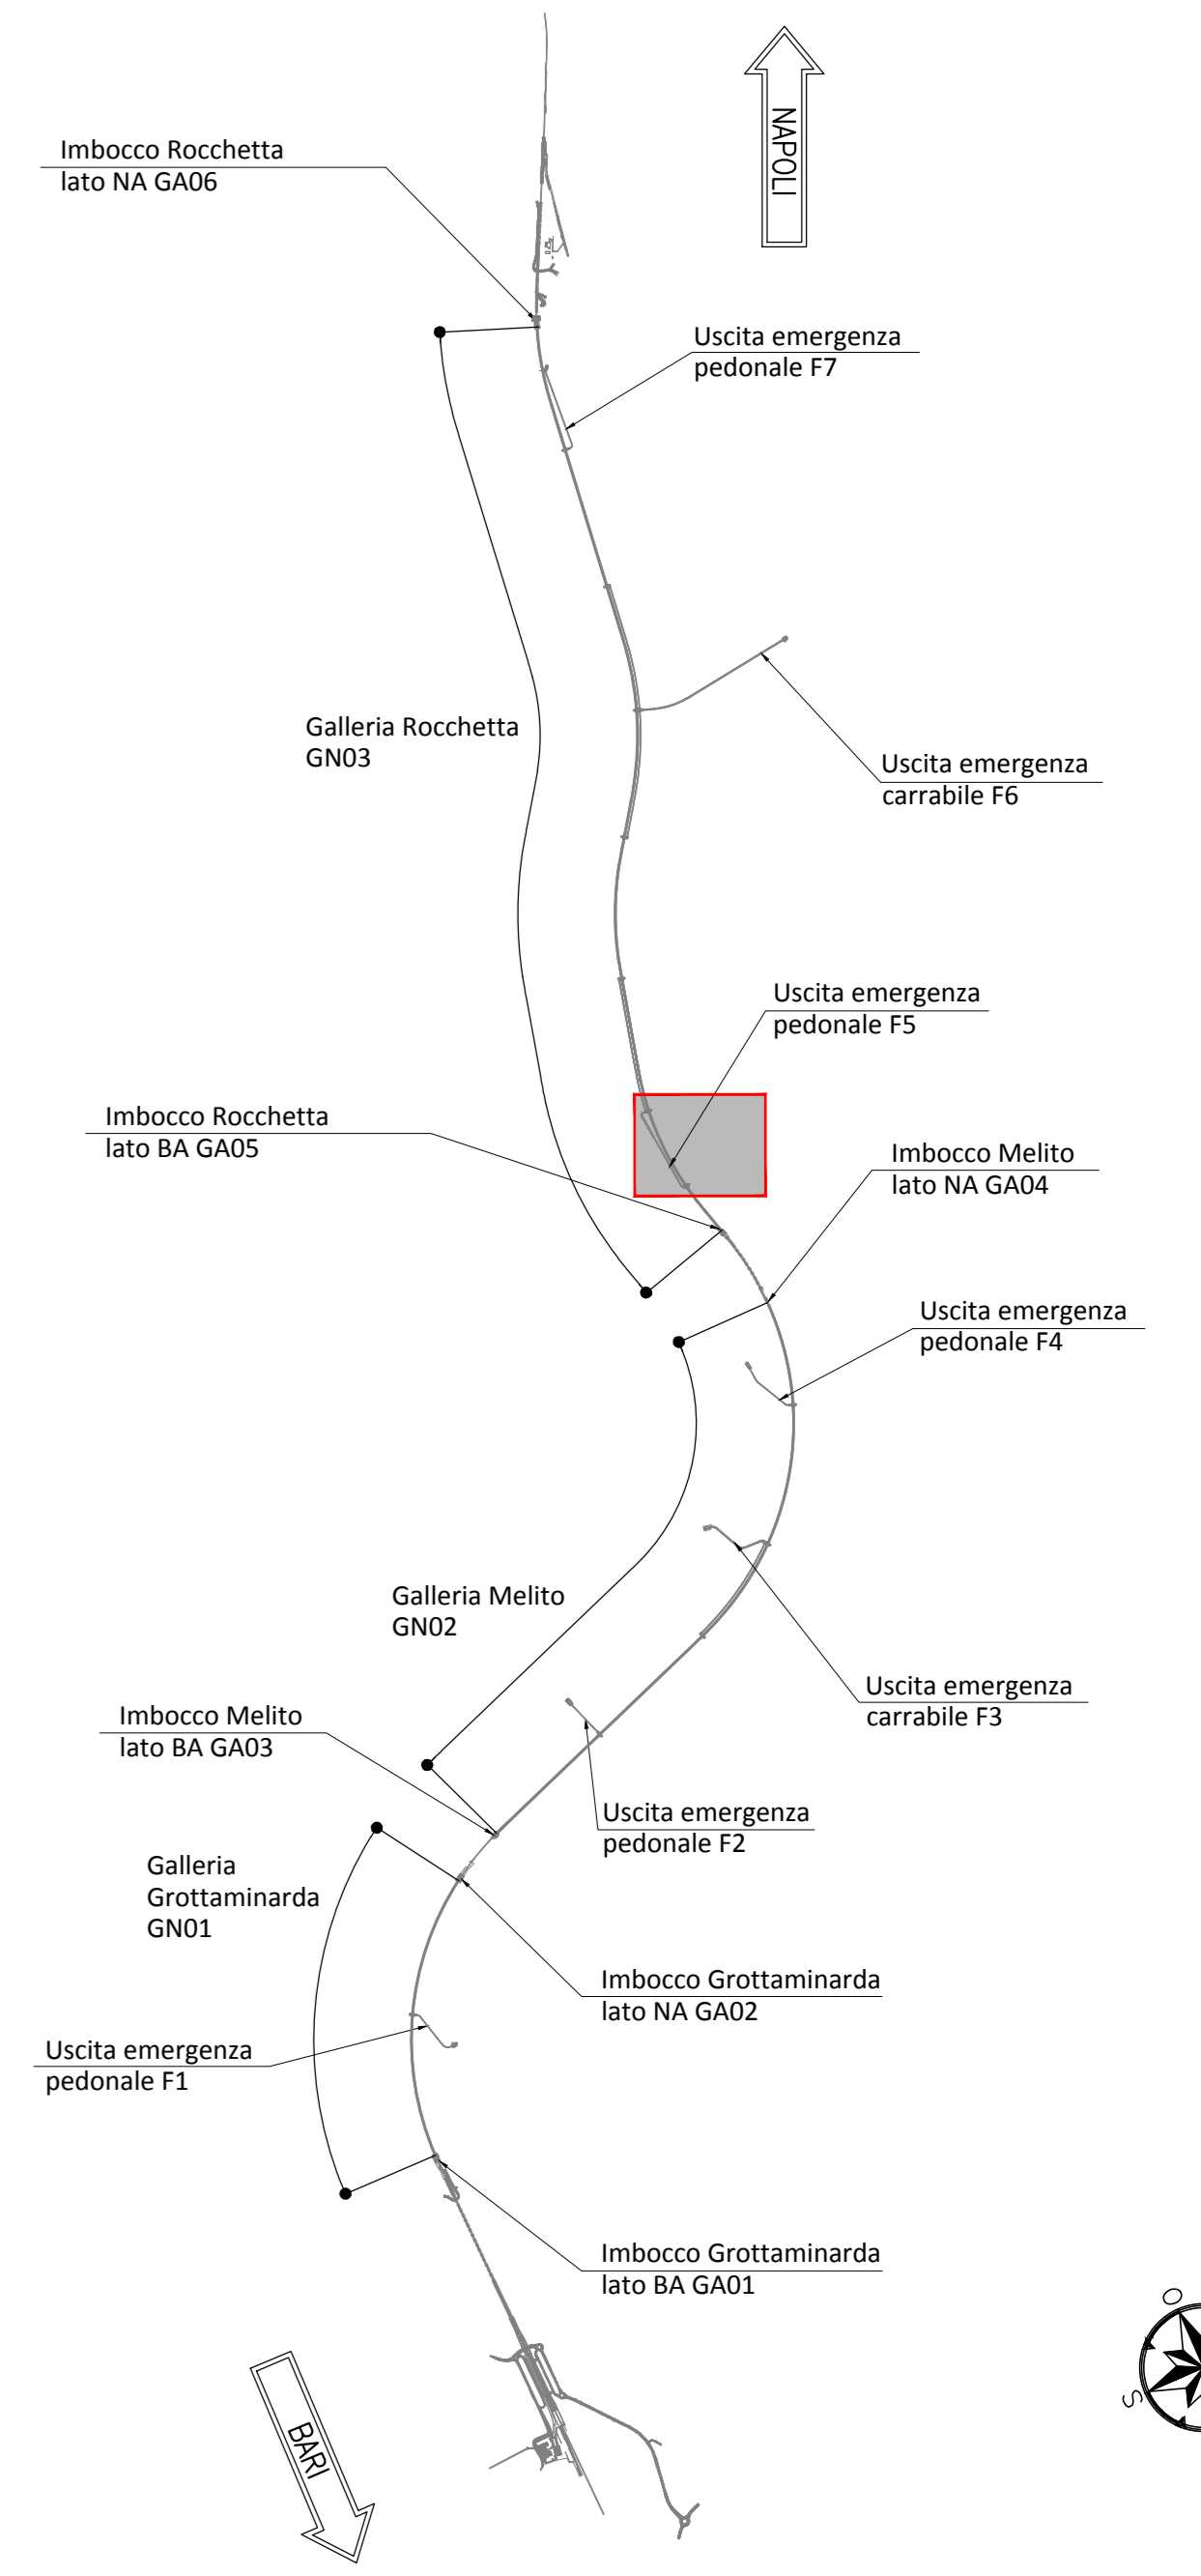 NAPOLI
Imbocco Rocchetta
lato NA GA06
Uscita emergenza
pedonale F7
Galleria Rocchetta
GN03
Uscita emergenza
carrabile F6
Uscita emergenza
pedonale F5
Imbocco Rocchetta
lato BA GA05
Imbocco Melito
lato NA GA04
Uscita emergenza
pedonale F4
Galleria Melito
GN02
Uscita emergenza
carrabile F3
Imbocco Melito
lato BA GA03
Uscita emergenza
pedonale F2
Galleria
Grottaminarda
GN01
Imbocco Grottaminarda
lato NA GA02
Uscita emergenza
pedonale F1
Imbocco Grottaminarda
lato BA GA01
O
S
BARI